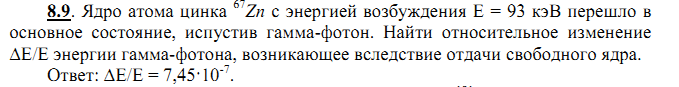 8.9. Ядро атома цинка ⁶⁷Zn с энергией возбуждения E = 93 кэВ перешло в
основное состояние, испустив гамма-фотон. Найти относительное изменение
ΔE/E энергии гамма-фотона, возникающее вследствие отдачи свободного ядра.
Ответ: ΔE/E = 7,45·10⁻⁷.